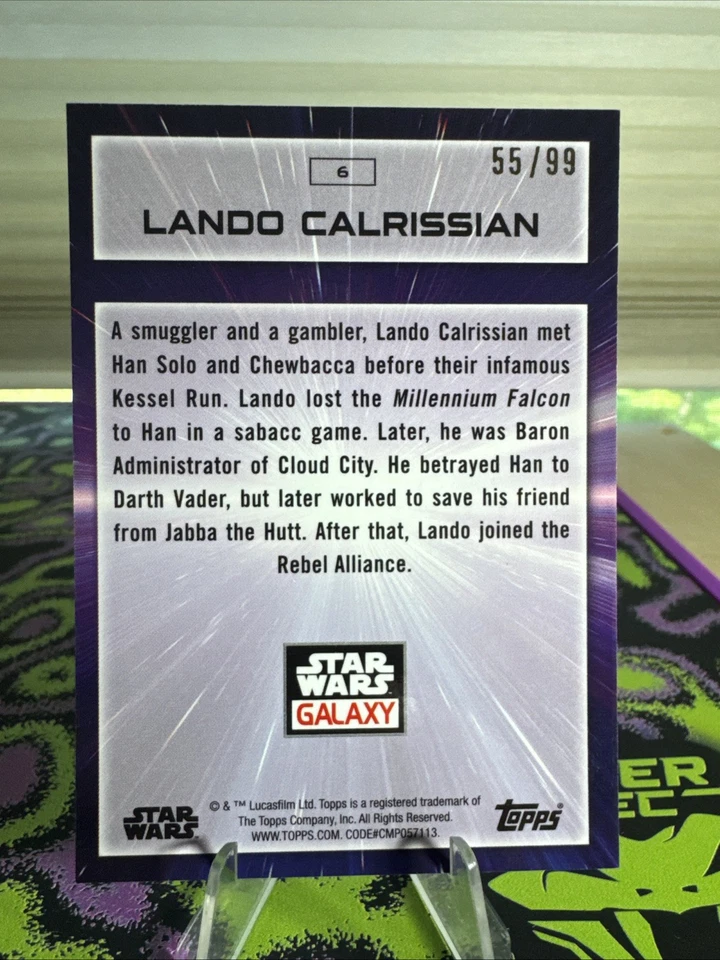 6
55/99
LANDO CALRISSIAN
A smuggler and a gambler, Lando Calrissian met
Han Solo and Chewbacca before their infamous
Kessel Run. Lando lost the Millennium Falcon
to Han in a sabacc game. Later, he was Baron
Administrator of Cloud City. He betrayed Han to
Darth Vader, but later worked to save his friend
from Jabba the Hutt. After that, Lando joined the
Rebel Alliance.
STAR
WARS
GALAXY
STAR
WARS
© & ™ Lucasfilm Ltd. Topps is a registered trademark of
The Topps Company, Inc. All Rights Reserved.
WWW.TOPPS.COM. CODE#CMP057113.
Topps